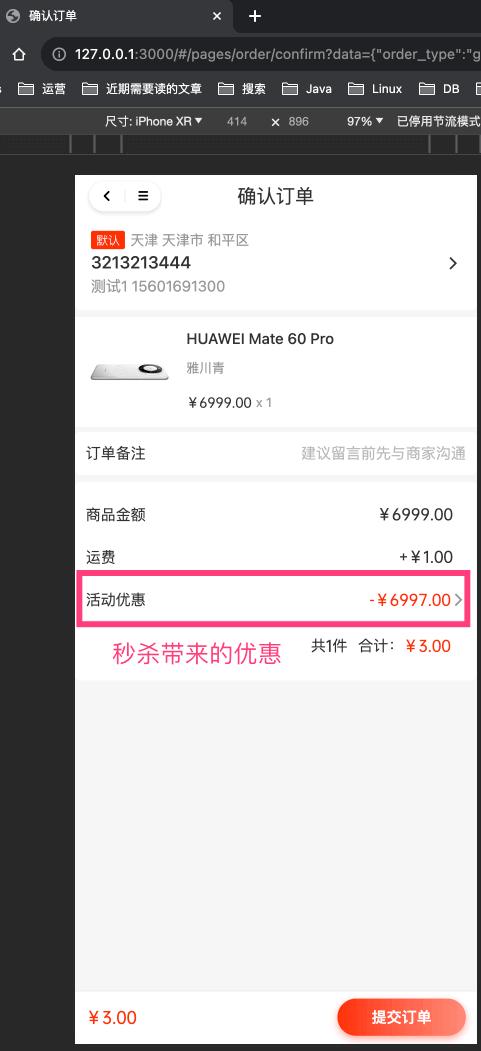 确认订单
127.0.0.1:3000/#/pages/order/confirm?data={"order_type":"g
运营 近期需要读的文章 搜索 Java Linux DB
尺寸: iPhone XR 414 × 896 97% 已停用节流模式
确认订单
默认 天津 天津市 和平区
3213213444
测试1 15601691300
HUAWEI Mate 60 Pro
雅川青
￥6999.00 x 1
订单备注 建议留言前先与商家沟通
商品金额 ￥6999.00
运费 +￥1.00
活动优惠 -￥6997.00
秒杀带来的优惠
共1件 合计： ￥3.00
￥3.00 提交订单